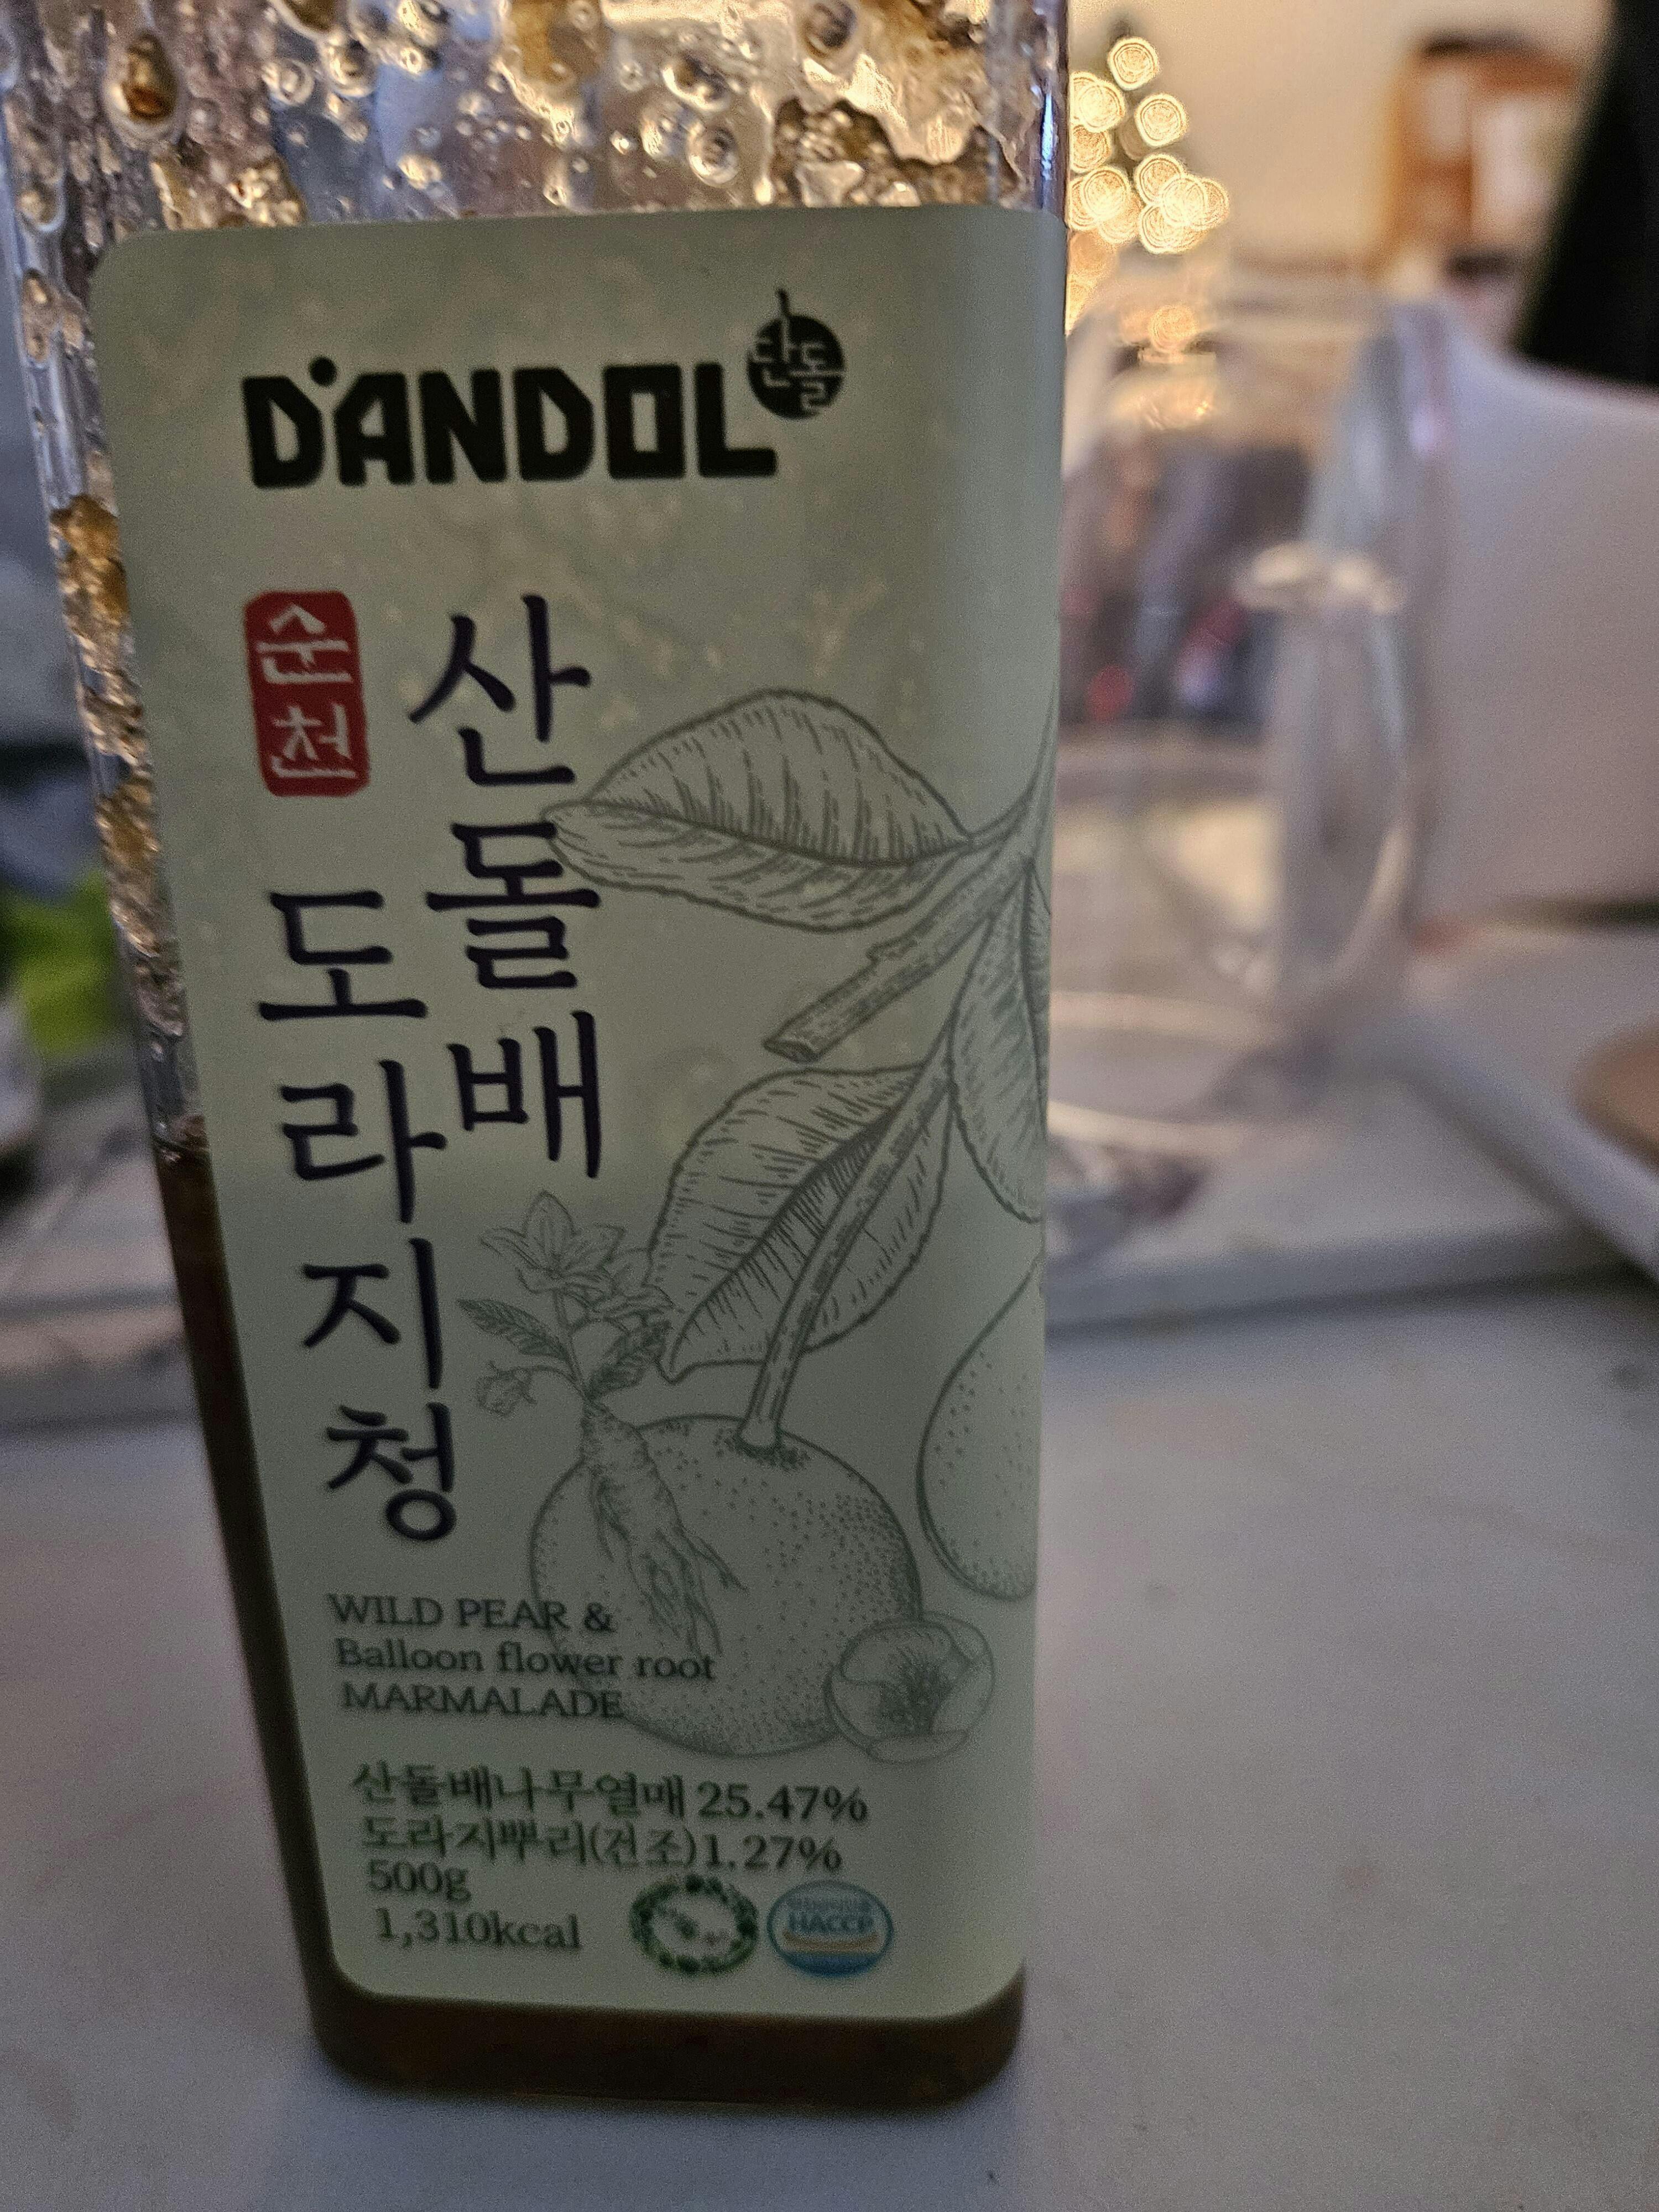 D'ANDOL
단돌
순천
산돌배
도라지청
WILD PEAR &
Balloon flower root
MARMALADE
산돌배나무열매 25.47%
도라지뿌리(건조)1.27%
500g
1,310kcal
HACCP